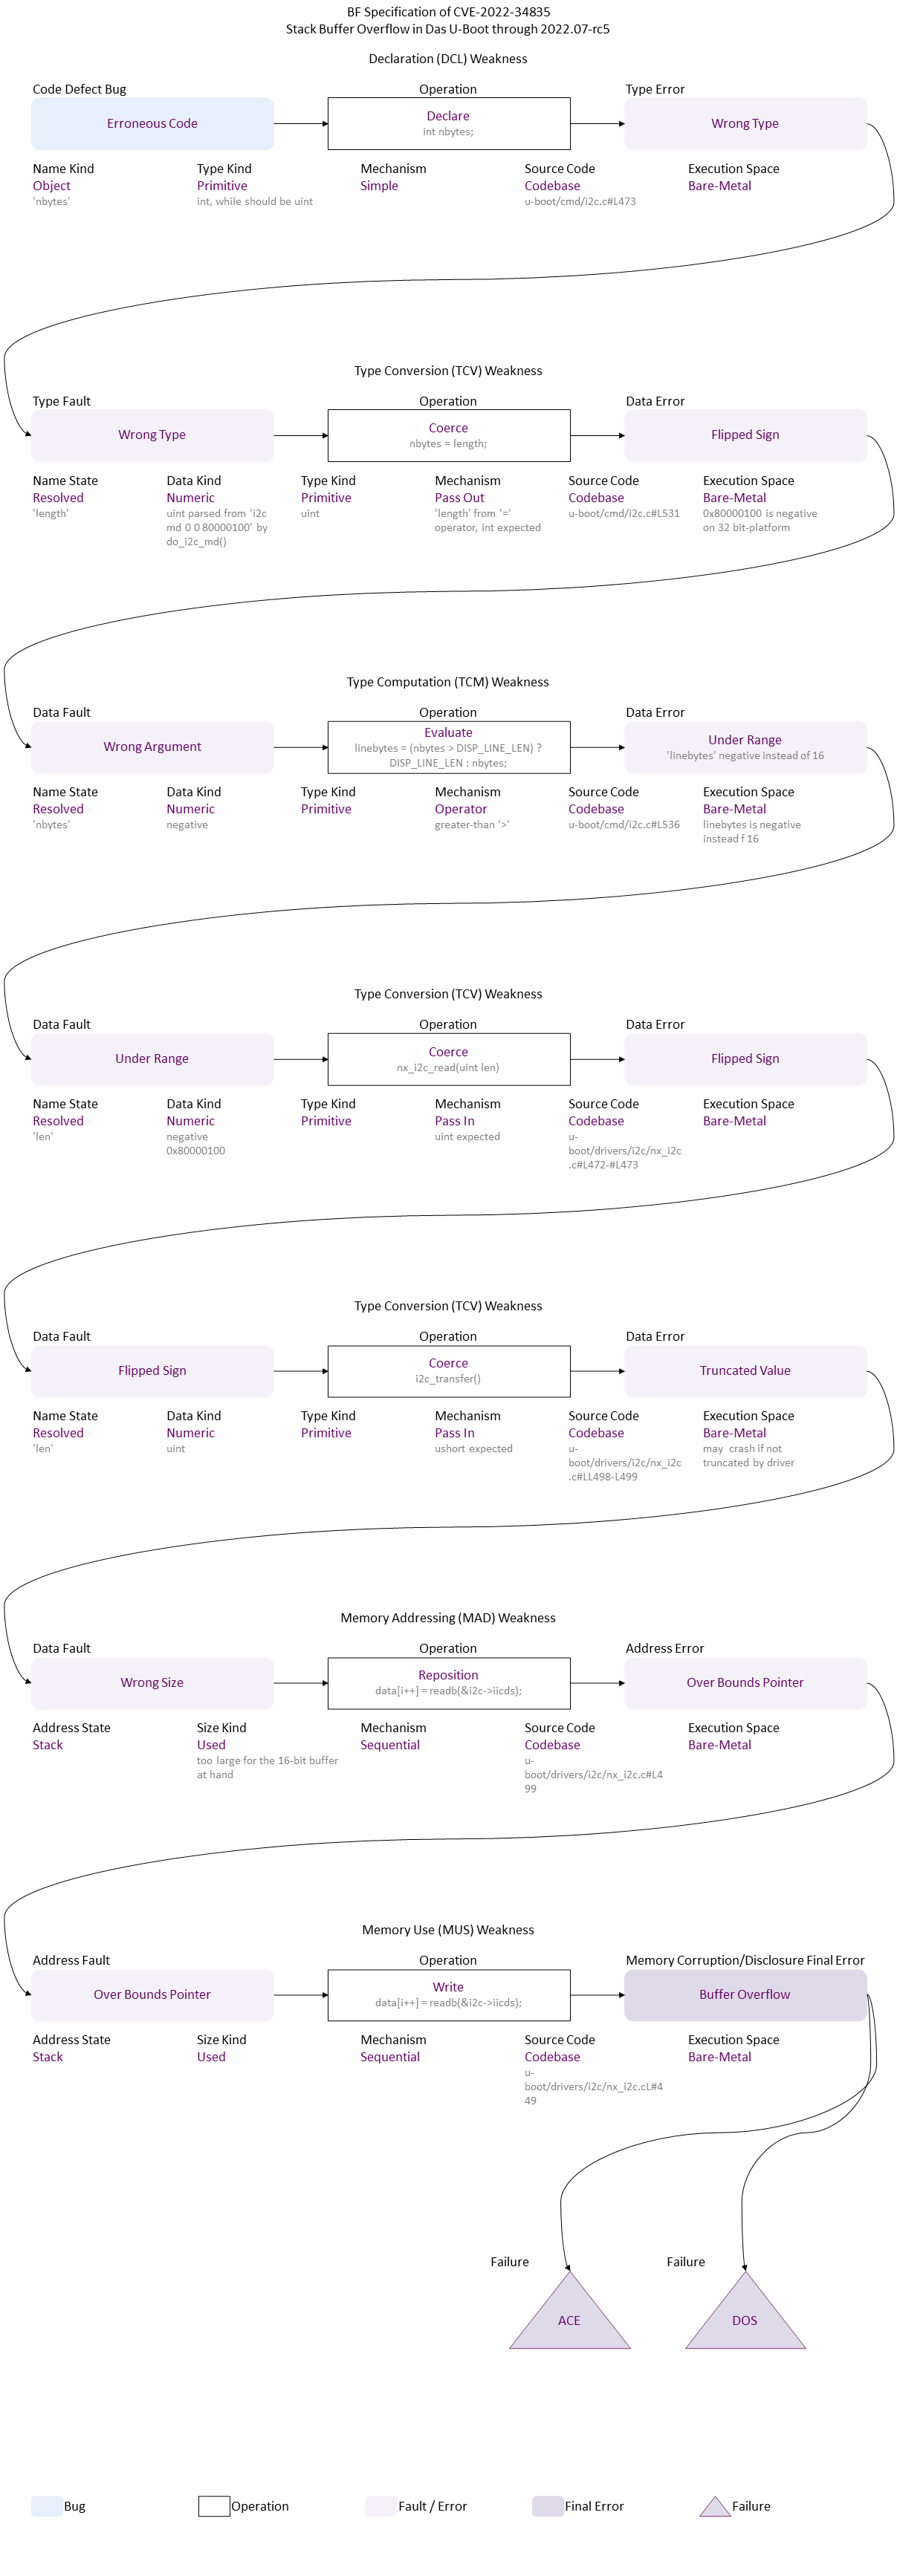 BF Specification of CVE-2022-34835
Stack Buffer Overflow in Das U-Boot through 2022.07-rc5
Declaration (DCL) Weakness
Code Defect Bug Operation Type Error
Erroneous Code Declare Wrong Type
int nbytes;
Name Kind Type Kind Mechanism Source Code Execution Space
Object Primitive Simple Codebase Bare-Metal
'nbytes' int, while should be uint u-boot/cmd/i2c.c#L473
Type Conversion (TCV) Weakness
Type Fault Operation Data Error
Wrong Type Coerce Flipped Sign
nbytes = length;
Name State Data Kind Type Kind Mechanism Source Code Execution Space
Resolved Numeric Primitive Pass Out Codebase Bare-Metal
'length' uint parsed from 'i2c uint 'length' from '=' u-boot/cmd/i2c.c#L531 0x80000100 is negative
md 0 0 80000100' by operator, int expected on 32 bit-platform
do_i2c_md()
Type Computation (TCM) Weakness
Data Fault Operation Data Error
Wrong Argument Evaluate Under Range
linebytes = (nbytes > DISP_LINE_LEN) ? 'linebytes' negative instead of 16
DISP_LINE_LEN : nbytes;
Name State Data Kind Type Kind Mechanism Source Code Execution Space
Resolved Numeric Primitive Operator Codebase Bare-Metal
'nbytes' negative greater-than '>' u-boot/cmd/i2c.c#L536 linebytes is negative
instead f 16
Type Conversion (TCV) Weakness
Data Fault Operation Data Error
Under Range Coerce Flipped Sign
nx_i2c_read(uint len)
Name State Data Kind Type Kind Mechanism Source Code Execution Space
Resolved Numeric Primitive Pass In Codebase Bare-Metal
'len' negative uint expected u-
0x80000100 boot/drivers/i2c/nx_i2c
.c#L472-#L473
Type Conversion (TCV) Weakness
Data Fault Operation Data Error
Flipped Sign Coerce Truncated Value
i2c_transfer()
Name State Data Kind Type Kind Mechanism Source Code Execution Space
Resolved Numeric Primitive Pass In Codebase Bare-Metal
'len' uint ushort expected u- may crash if not
boot/drivers/i2c/nx_i2c truncated by driver
.c#LL498-L499
Memory Addressing (MAD) Weakness
Data Fault Operation Address Error
Wrong Size Reposition Over Bounds Pointer
data[i++] = readb(&i2c->iicds);
Address State Size Kind Mechanism Source Code Execution Space
Stack Used Sequential Codebase Bare-Metal
too large for the 16-bit buffer u-
at hand boot/drivers/i2c/nx_i2c.c#L4
99
Memory Use (MUS) Weakness
Address Fault Operation Memory Corruption/Disclosure Final Error
Over Bounds Pointer Write Buffer Overflow
data[i++] = readb(&i2c->iicds);
Address State Size Kind Mechanism Source Code Execution Space
Stack Used Sequential Codebase Bare-Metal
u-
boot/drivers/i2c/nx_i2c.cL#4
49
Failure Failure
ACE DOS
Bug Operation Fault / Error Final Error Failure